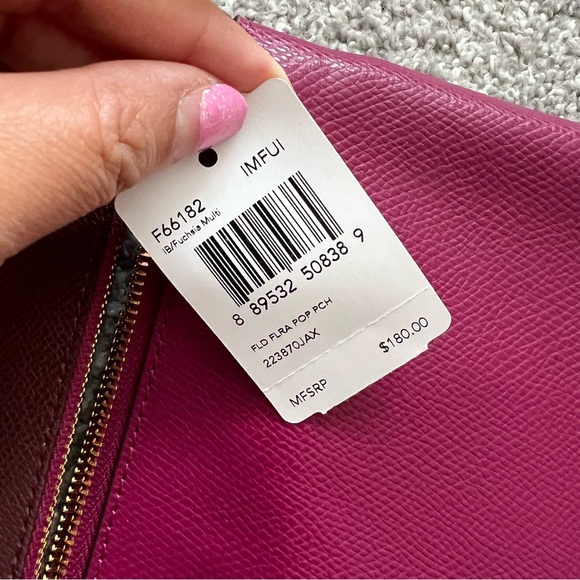 F66182
IMFUI
IB/Fuchsia Multi
8 89532 50838 9
FLD FLRA POP PCH
223870JAX
MFSRP
$180.00